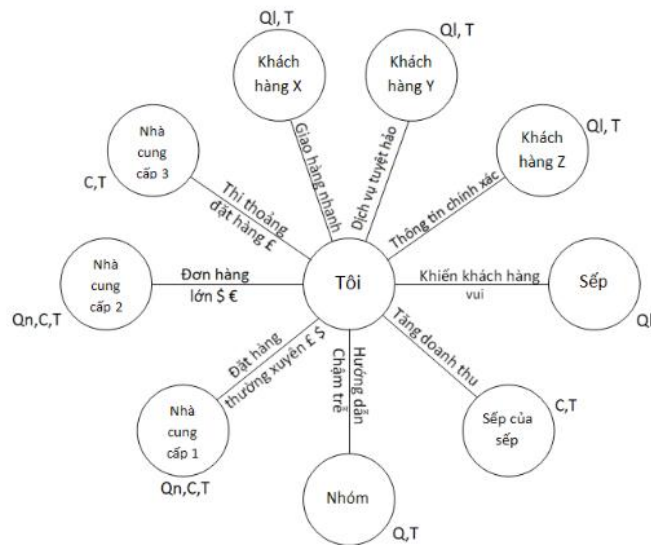 Ql, T
Khách
hàng X
Giao hàng nhanh
Ql, T
Khách
hàng Y
Dịch vụ tuyệt hảo
Ql, T
Khách
hàng Z
Thông tin chính xác
Nhà
cung
cấp 3
C,T
Thi thoảng
đặt hàng £
Nhà
cung
cấp 2
Qn,C,T
Đơn hàng
lớn $ €
Tôi
Khiến khách hàng
vui
Sếp
Ql
Đặt hàng
thường xuyên £ $
Nhà
cung
cấp 1
Qn,C,T
Hướng dẫn
Chậm trễ
Nhóm
Q,T
Tăng doanh thu
Sếp của
sếp
C,T